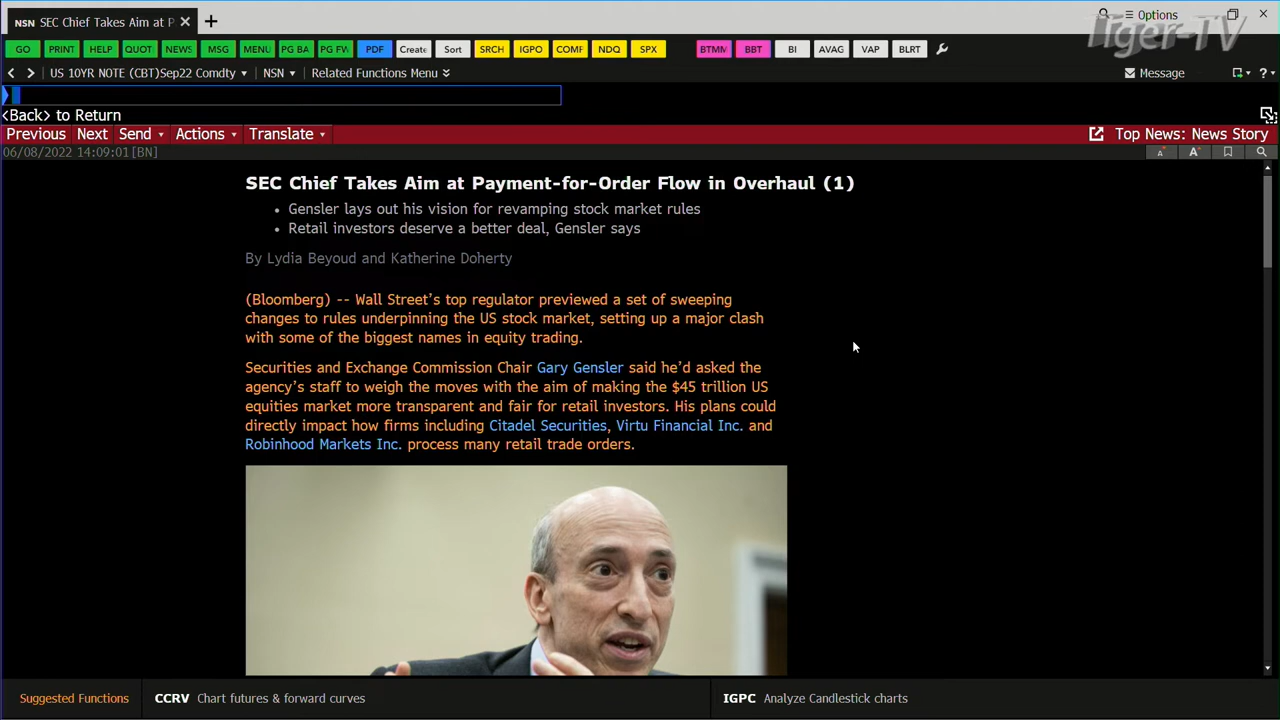 NSN SEC Chief Takes Aim at P
Options
Tiger-TV
GO PRINT HELP QUOT NEWS MSG MENU PG BA PG FW PDF Create Sort SRCH IGPO COMF NDQ SPX BTMM BBT BI AVAG VAP BLRT
US 10YR NOTE (CBT)Sep22 Comdty NSN Related Functions Menu Message ?
<Back> to Return
Previous Next Send Actions Translate Top News: News Story
06/08/2022 14:09:01[BN]
SEC Chief Takes Aim at Payment-for-Order Flow in Overhaul (1)
• Gensler lays out his vision for revamping stock market rules
• Retail investors deserve a better deal, Gensler says
By Lydia Beyoud and Katherine Doherty
(Bloomberg) -- Wall Street's top regulator previewed a set of sweeping
changes to rules underpinning the US stock market, setting up a major clash
with some of the biggest names in equity trading.
Securities and Exchange Commission Chair Gary Gensler said he'd asked the
agency's staff to weigh the moves with the aim of making the $45 trillion US
equities market more transparent and fair for retail investors. His plans could
directly impact how firms including Citadel Securities, Virtu Financial Inc. and
Robinhood Markets Inc. process many retail trade orders.
Suggested Functions CCRV Chart futures & forward curves IGPC Analyze Candlestick charts